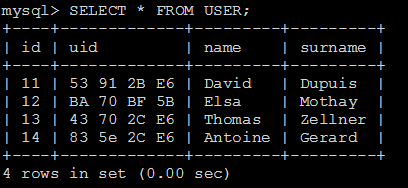 mysql> SELECT * FROM USER;
+----+-------------+---------+---------+
| id | uid         | name    | surname |
+----+-------------+---------+---------+
| 11 | 53 91 2B E6 | David   | Dupuis  |
| 12 | BA 70 BF 5B | Elsa    | Mothay  |
| 13 | 43 70 2C E6 | Thomas  | Zellner |
| 14 | 83 5e 2C E6 | Antoine | Gerard  |
+----+-------------+---------+---------+
4 rows in set (0.00 sec)